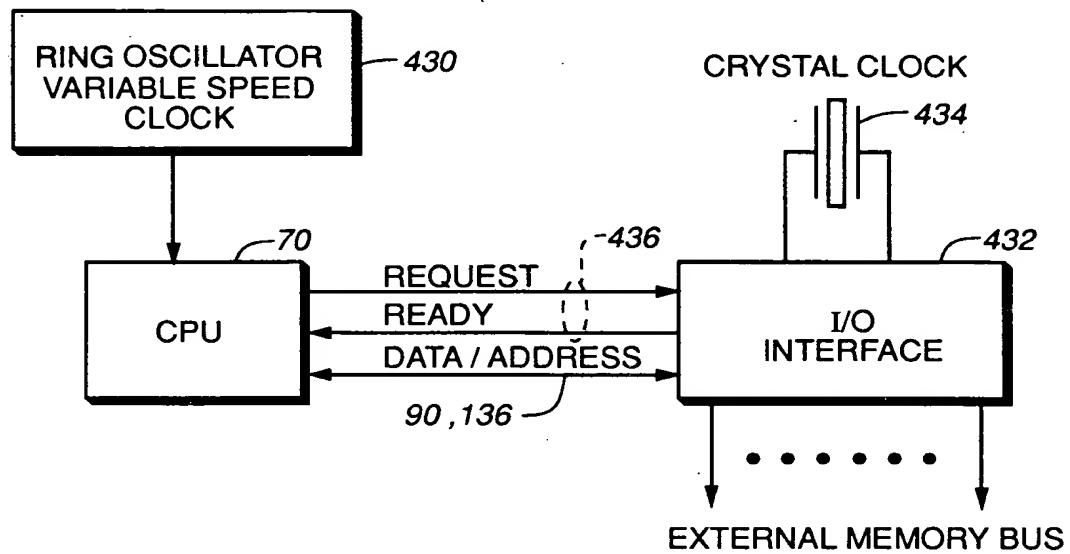 RING OSCILLATOR
VARIABLE SPEED
CLOCK
430
CRYSTAL CLOCK
434
70
436
432
CPU
REQUEST
READY
DATA / ADDRESS
90 ,136
I/O
INTERFACE
EXTERNAL MEMORY BUS